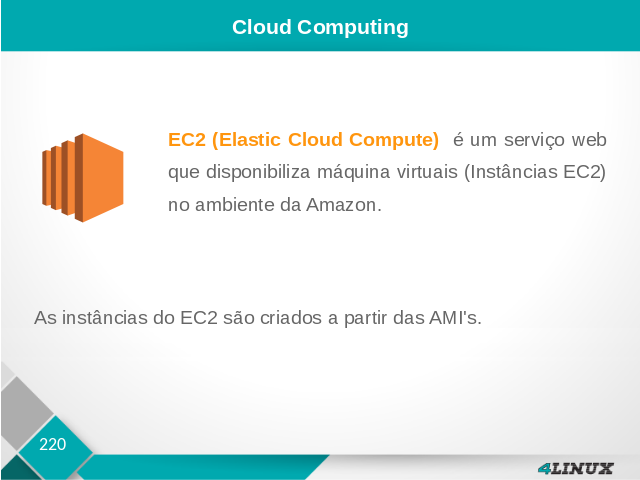 Cloud Computing
EC2 (Elastic Cloud Compute) é um serviço web
que disponibiliza máquina virtuais (Instâncias EC2)
no ambiente da Amazon.
As instâncias do EC2 são criados a partir das AMI's.
220
4LINUX